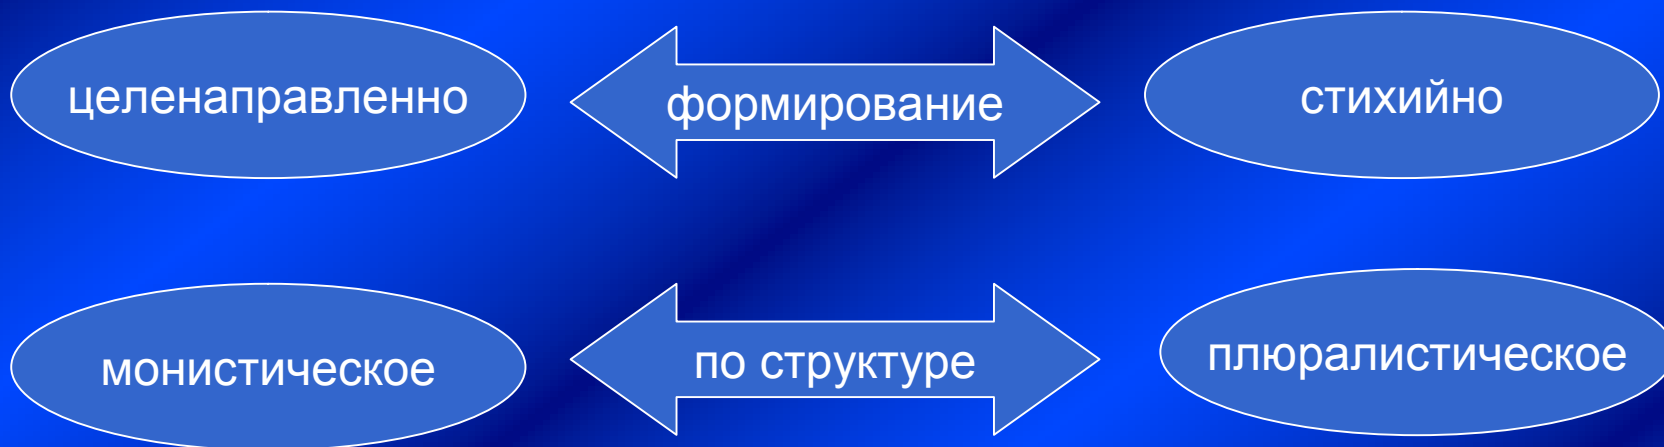 целенаправленно
формирование
стихийно
монистическое
по структуре
плюралистическое